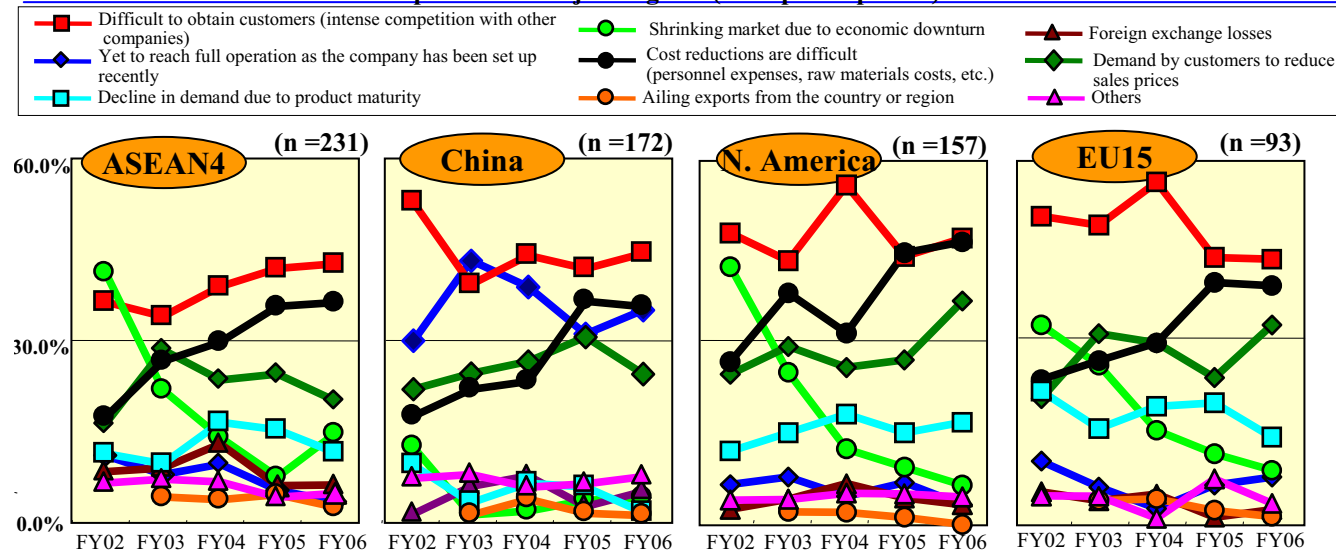 Difficult to obtain customers (intense competition with other
companies)
Yet to reach full operation as the company has been set up
recently
Decline in demand due to product maturity
Shrinking market due to economic downturn
Cost reductions are difficult
(personnel expenses, raw materials costs, etc.)
Ailing exports from the country or region
Foreign exchange losses
Demand by customers to reduce
sales prices
Others
ASEAN4 (n =231)
China (n =172)
N. America (n =157)
EU15 (n =93)
60.0%
30.0%
0.0%
FY02 FY03 FY04 FY05 FY06
FY02 FY03 FY04 FY05 FY06
FY02 FY03 FY04 FY05 FY06
FY02 FY03 FY04 FY05 FY06